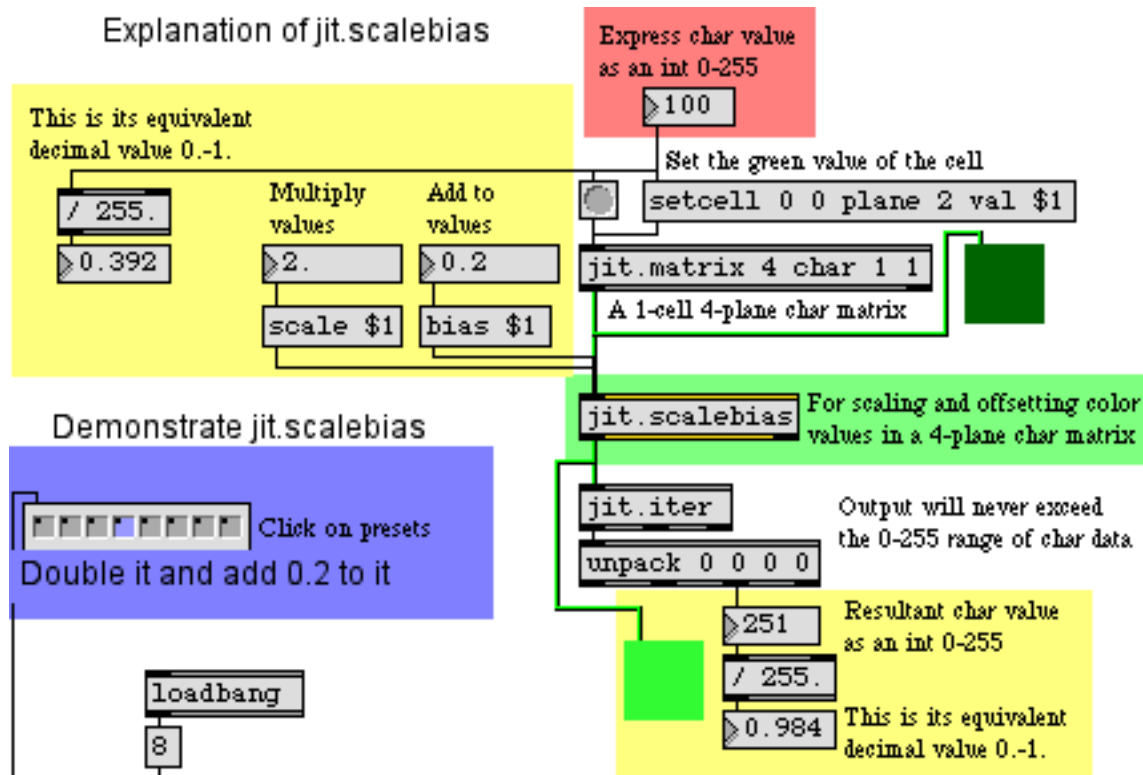 Explanation of jit.scalebias
Express char value
as an int 0-255
100
This is its equivalent
decimal value 0.-1.
/ 255.
0.392
Multiply
values
2.
scale $1
Add to
values
0.2
bias $1
Set the green value of the cell
setcell 0 0 plane 2 val $1
jit.matrix 4 char 1 1
A 1-cell 4-plane char matrix
jit.scalebias
For scaling and offsetting color
values in a 4-plane char matrix
Demonstrate jit.scalebias
Click on presets
Double it and add 0.2 to it
jit.iter
Output will never exceed
the 0-255 range of char data
unpack 0 0 0 0
251
Resultant char value
as an int 0-255
/ 255.
0.984
This is its equivalent
decimal value 0.-1.
loadbang
8